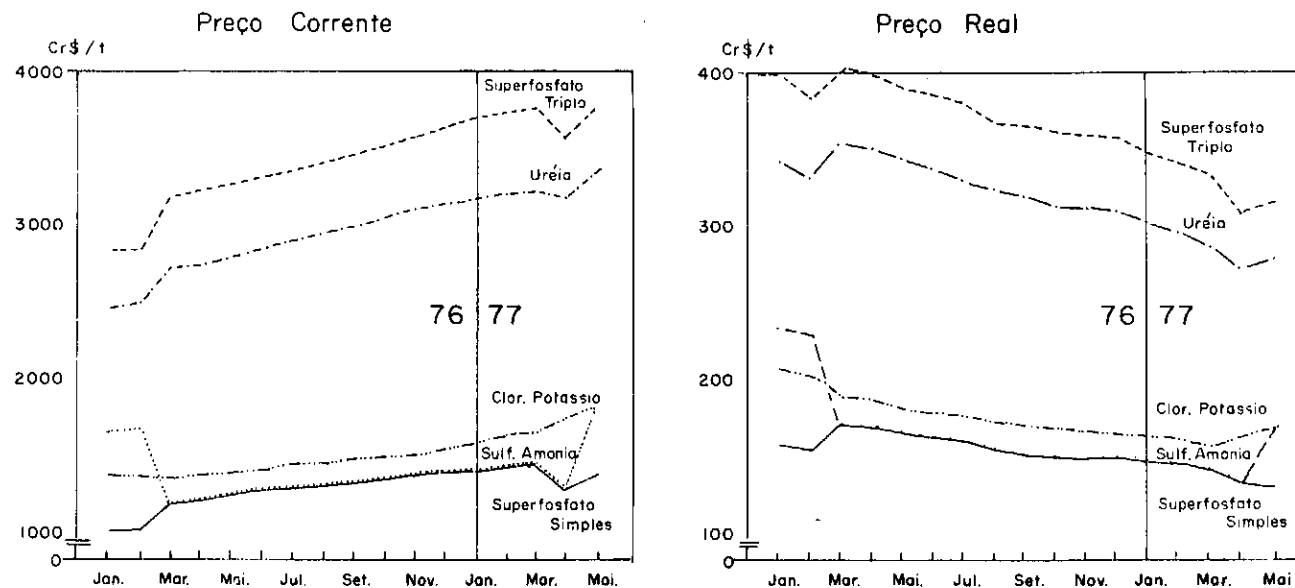 Preço Corrente
Cr$/t
4000
3000
2000
1000
0
Superfosfato
Triplo
Uréia
76 77
Clor. Potassio
Sulf. Amonia
Superfosfato
Simples
Jan. Mar. Mai. Jul. Set. Nov. Jan. Mar. Mai.
Preço Real
Cr$/t
400
300
200
100
0
Superfosfato
Triplo
Uréia
76 77
Clor. Potassio
Sulf. Amonia
Superfosfato
Simples
Jan. Mar. Mai. Jul. Set. Nov. Jan. Mar. Mai